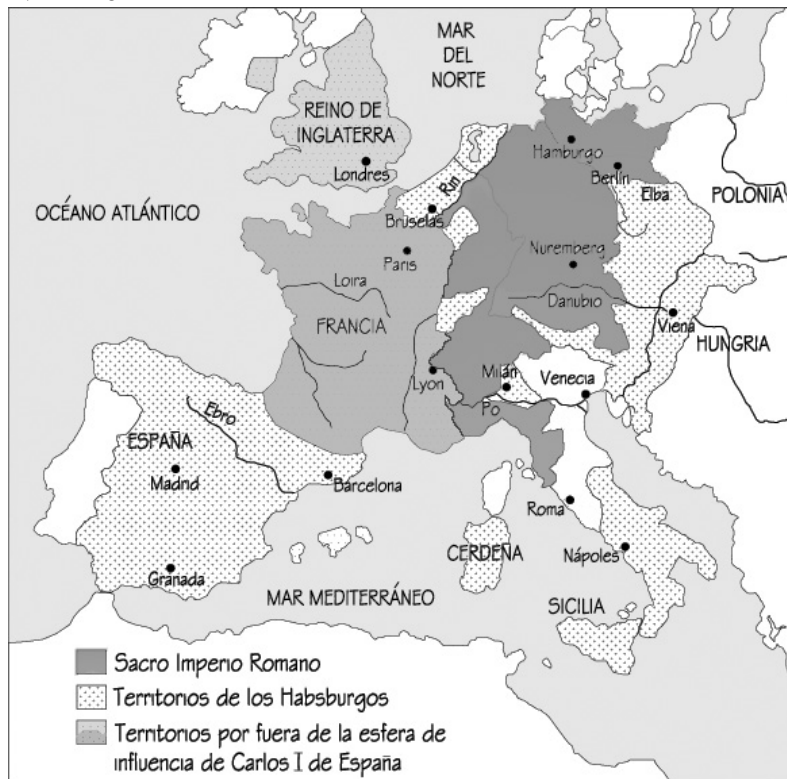 MAR
DEL
NORTE
REINO DE
INGLATERRA
Londres
Hamburgo
Berlín
Elba
POLONIA
Rin
OCÉANO ATLÁNTICO
Bruselas
París
Nuremberg
Loira
Danubio
FRANCIA
Viena
HUNGRIA
Lyon
Milán
Venecia
Po
Ebro
ESPAÑA
Madrid
Barcelona
Roma
CERDEÑA
Nápoles
Granada
MAR MEDITERRÁNEO
SICILIA
Sacro Imperio Romano
Territorios de los Habsburgos
Territorios por fuera de la esfera de
influencia de Carlos I de España